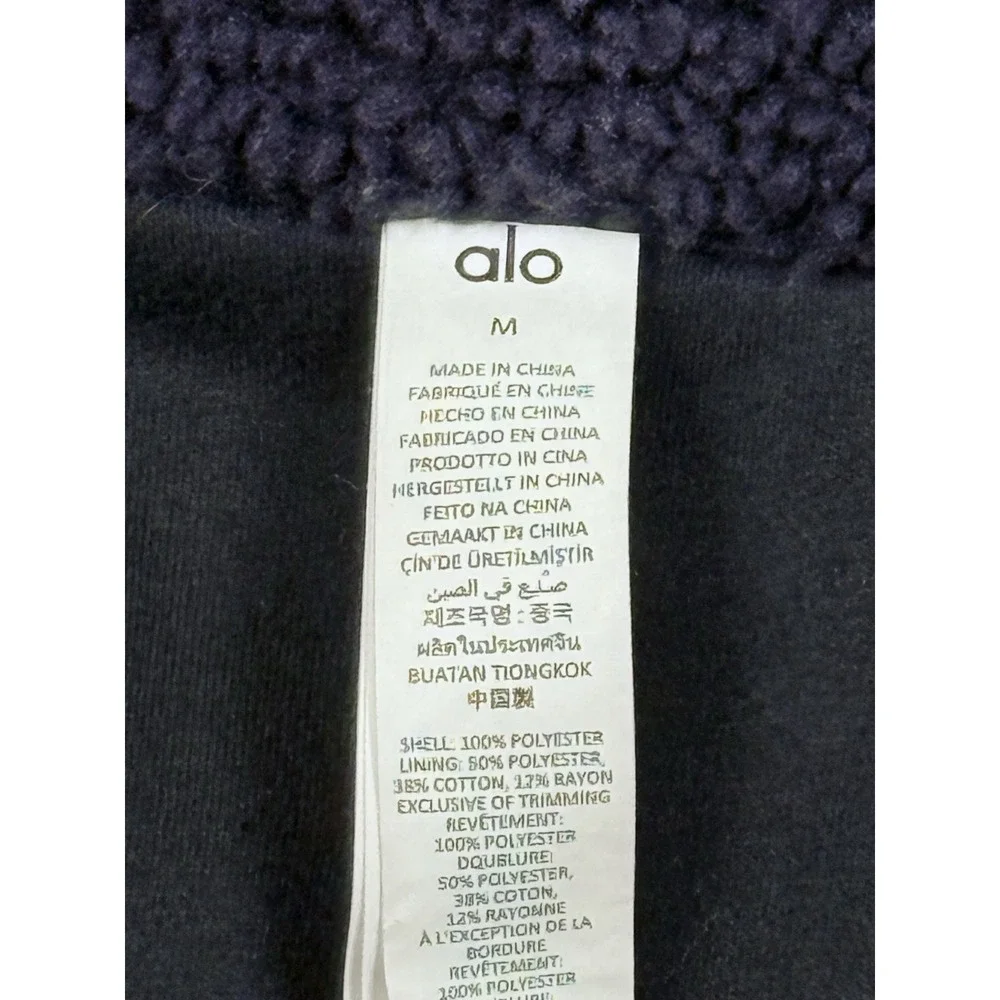 alo
M
MADE IN CHINA
FABRIQUÉ EN CHINE
HECHO EN CHINA
FABRICADO EN CHINA
PRODOTTO IN CINA
HERGESTELLT IN CHINA
FEITO NA CHINA
GEMAAKT IN CHINA
ÇİN'DE ÜRETİLMİŞTİR
صنع في الصين
제조국명 : 중국
ผลิตในประเทศจีน
BUATAN TIONGKOK
中国製
SHELL: 100% POLYESTER
LINING: 50% POLYESTER,
38% COTTON, 12% RAYON
EXCLUSIVE OF TRIMMING
REVÊTEMENT:
100% POLYESTER
DOUBLURE:
50% POLYESTER,
38% COTON,
12% RAYONNE
À L'EXCEPTION DE LA
BORDURE
REVÊTEMENT:
100% POLYESTER